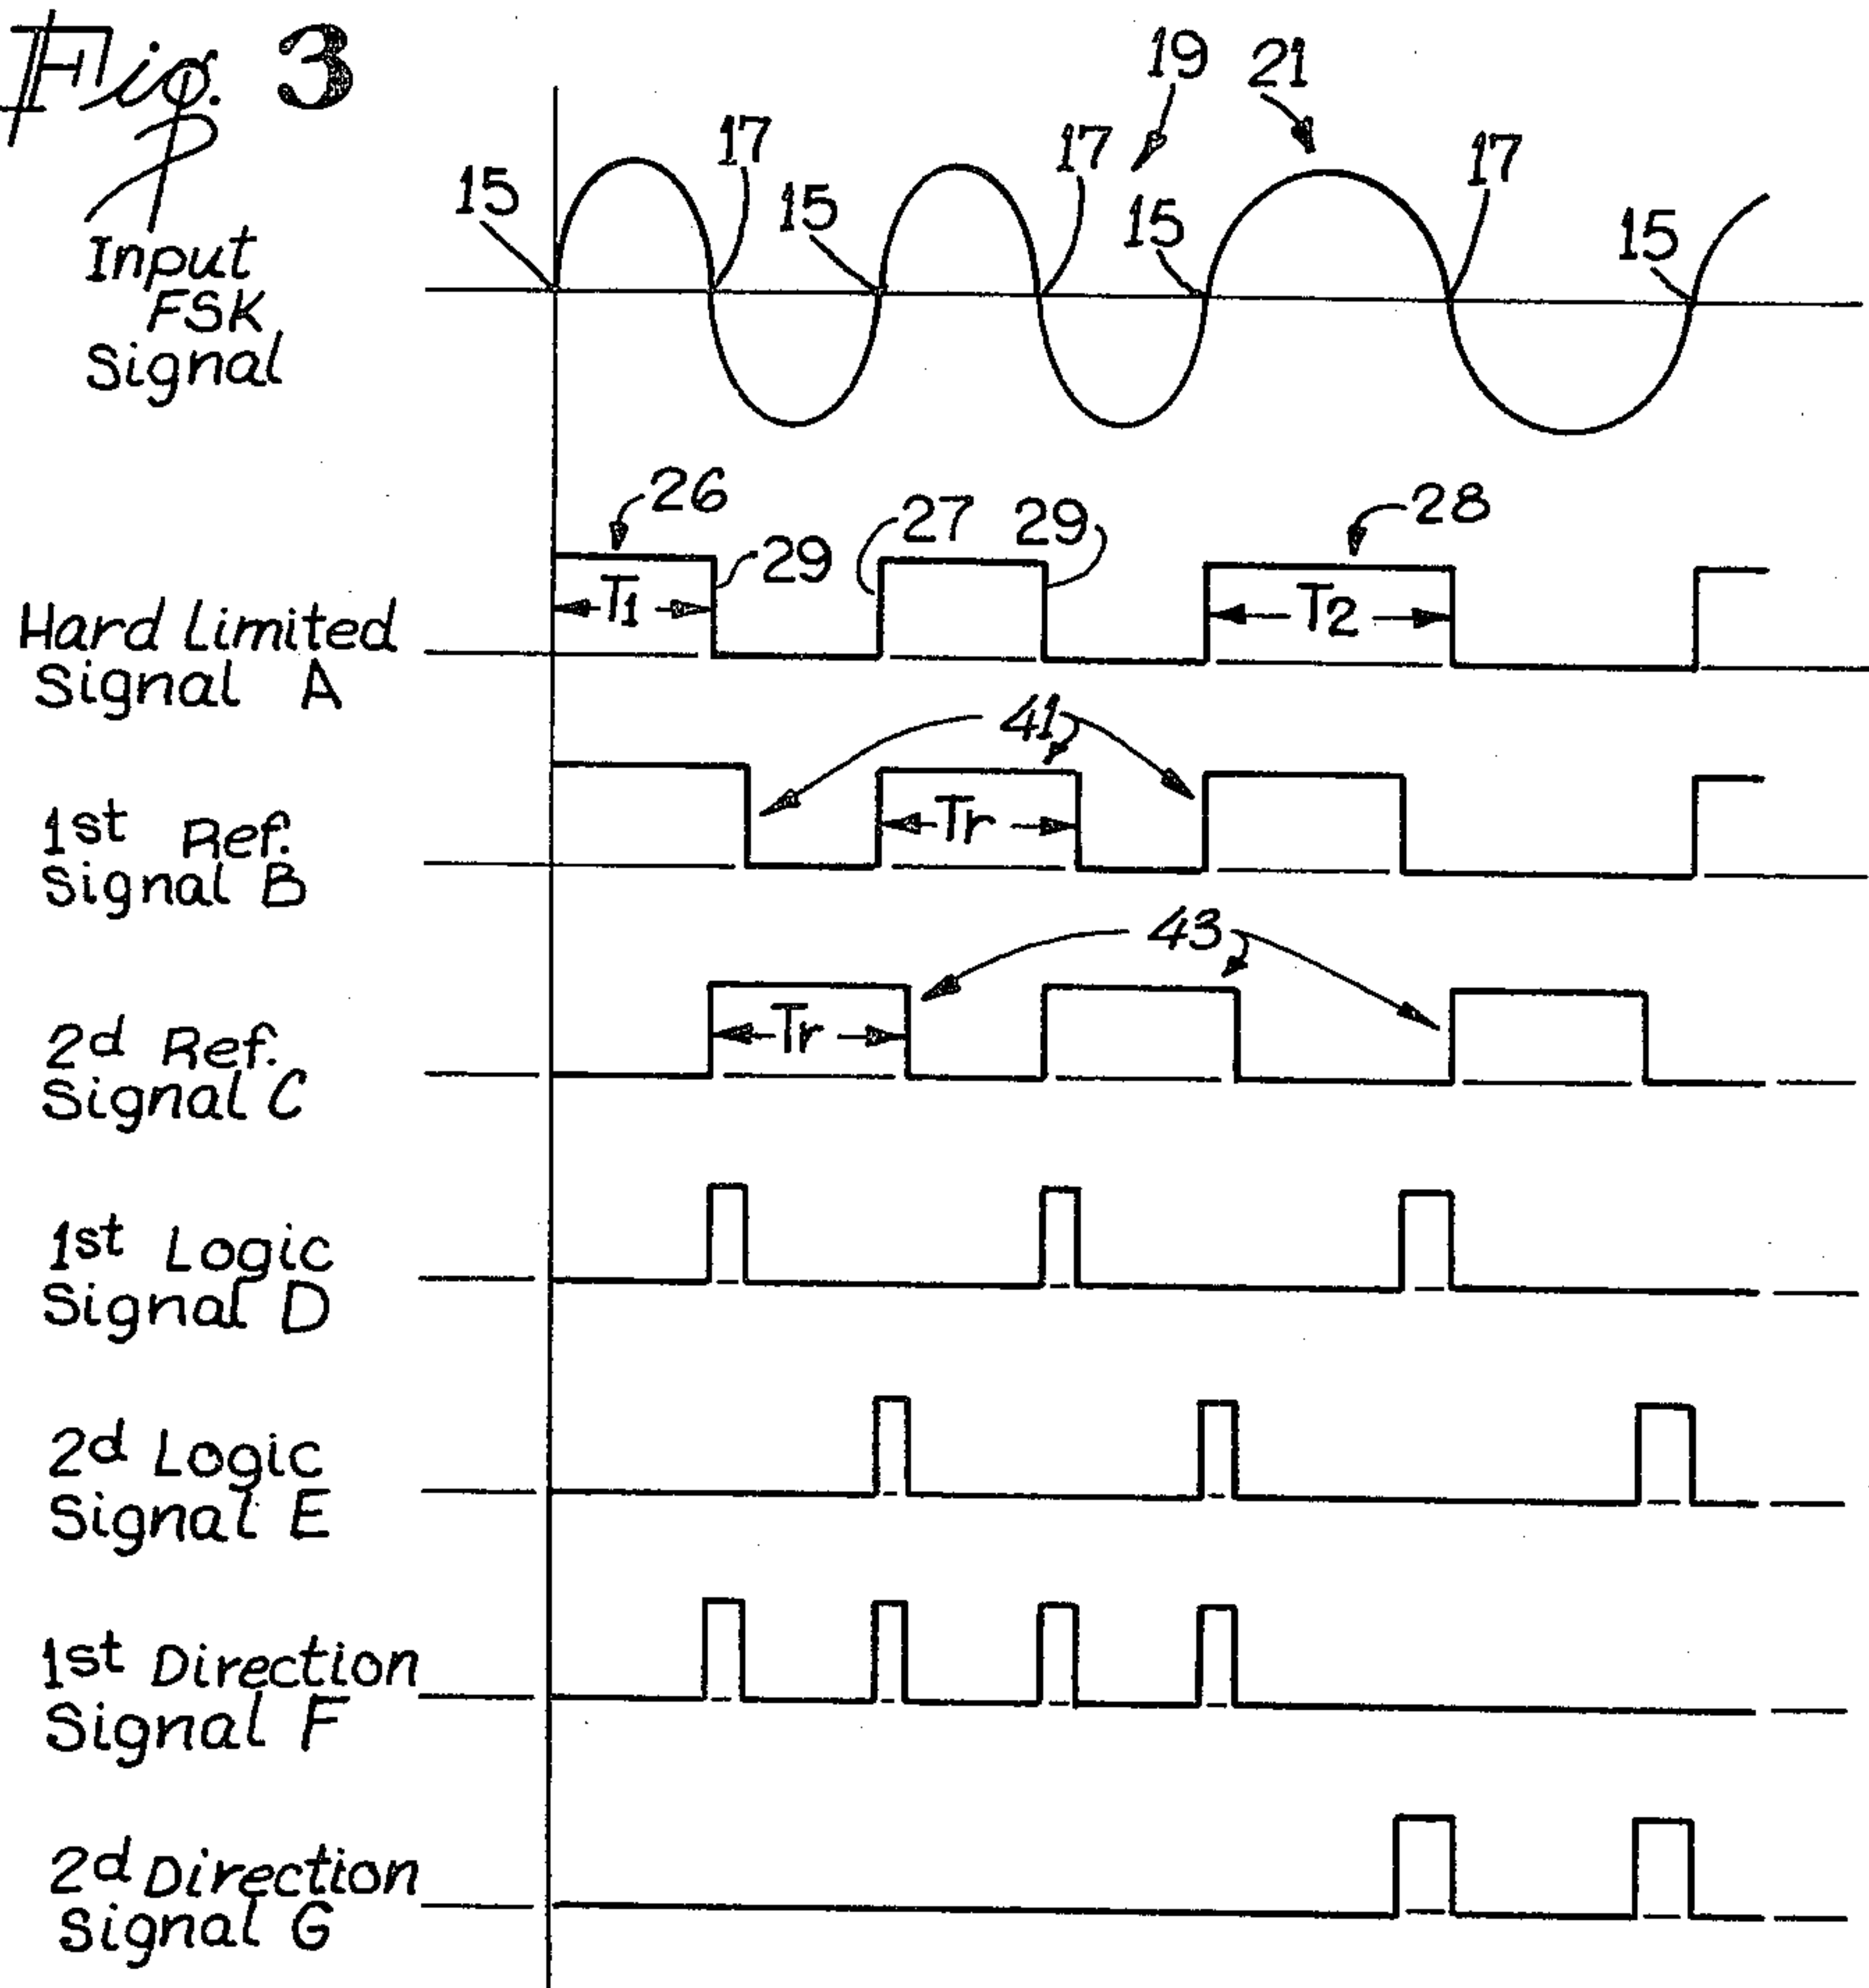 Fig. 3
19 21
17 17 17
15 15 15 15
Input
FSK
Signal
26 27 29 28
29
T1 T2
Hard Limited
Signal A
41
Tr
1st Ref.
Signal B
43
Tr
2d Ref.
Signal C
1st Logic
Signal D
2d Logic
Signal E
1st Direction
Signal F
2d Direction
Signal G